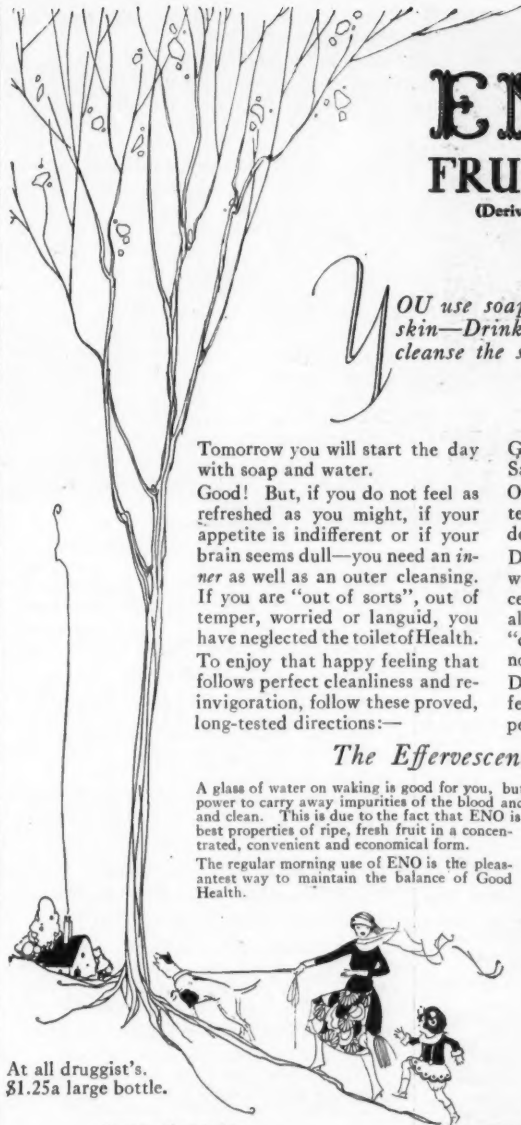 EN
FRU
(Deriv
YOU use soap
skin—Drink
cleanse the s
Tomorrow you will start the day
with soap and water.
Good! But, if you do not feel as
refreshed as you might, if your
appetite is indifferent or if your
brain seems dull—you need an in-
ner as well as an outer cleansing.
If you are "out of sorts", out of
temper, worried or languid, you
have neglected the toilet of Health.
To enjoy that happy feeling that
follows perfect cleanliness and re-
invigoration, follow these proved,
long-tested directions:—
G
Sa
O
te
de
D
w
ce
al
"c
no
D
fe
pe
The Effervescen
A glass of water on waking is good for you, but
power to carry away impurities of the blood and
and clean. This is due to the fact that ENO is
best properties of ripe, fresh fruit in a concen-
trated, convenient and economical form.
The regular morning use of ENO is the pleas-
antest way to maintain the balance of Good
Health.
At all druggist's.
$1.25a large bottle.